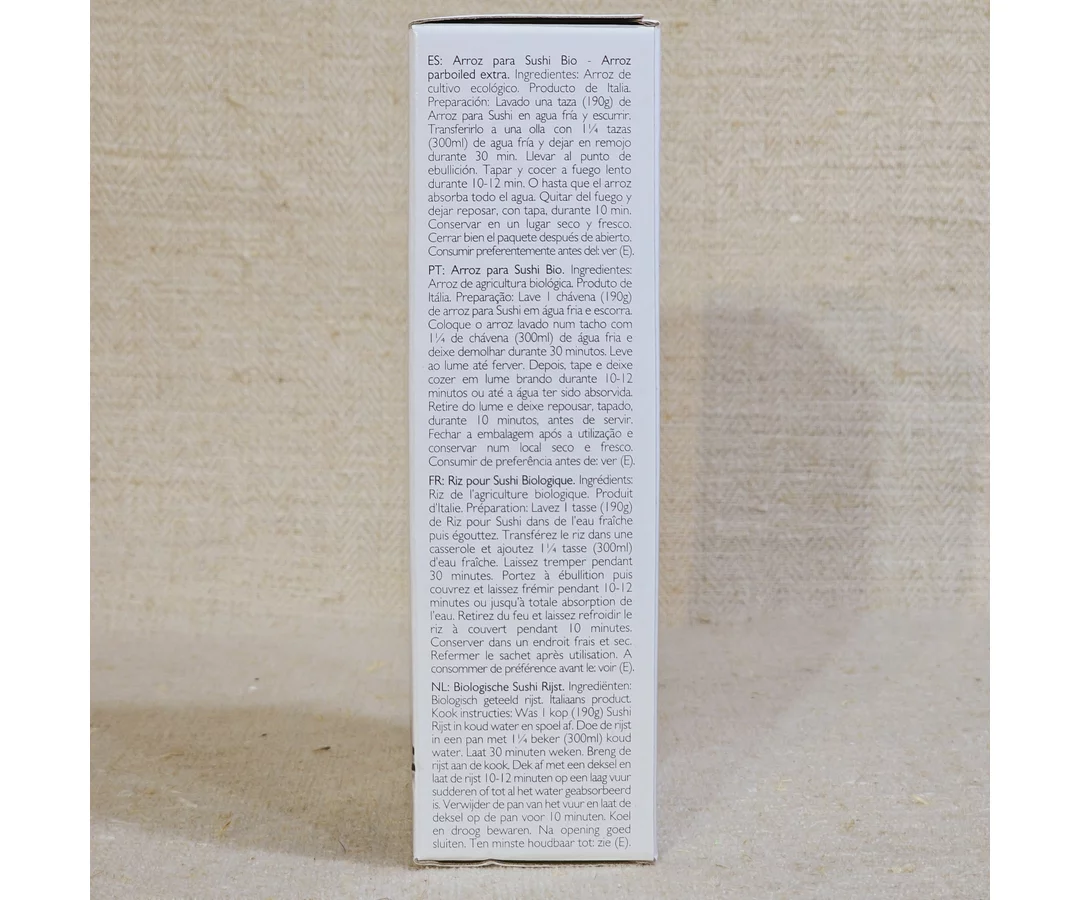 ES: Arroz para Sushi Bio - Arroz
parboiled extra. Ingredientes: Arroz de
cultivo ecológico. Producto de Italia.
Preparación: Lavado una taza (190g) de
Arroz para Sushi en agua fría y escurrir.
Transferirlo a una olla con 1¼ tazas
(300ml) de agua fría y dejar en remojo
durante 30 min. Llevar al punto de
ebullición. Tapar y cocer a fuego lento
durante 10-12 min. O hasta que el arroz
absorba todo el agua. Quitar del fuego y
dejar reposar, con tapa, durante 10 min.
Conservar en un lugar seco y fresco.
Cerrar bien el paquete después de abierto.
Consumir preferentemente antes del: ver (E).
PT: Arroz para Sushi Bio. Ingredientes:
Arroz de agricultura biológica. Produto de
Itália. Preparação: Lave 1 chávena (190g)
de arroz para Sushi em água fria e escorra.
Coloque o arroz lavado num tacho com
1¼ de chávena (300ml) de água fria e
deixe demolhar durante 30 minutos. Leve
ao lume até ferver. Depois, tape e deixe
cozer em lume brando durante 10-12
minutos ou até a água ter sido absorvida.
Retire do lume e deixe repousar, tapado,
durante 10 minutos, antes de servir.
Fechar a embalagem após a utilização e
conservar num local seco e fresco.
Consumir de preferência antes de: ver (E).
FR: Riz pour Sushi Biologique. Ingrédients:
Riz de l'agriculture biologique. Produit
d'Italie. Préparation: Lavez 1 tasse (190g)
de Riz pour Sushi dans de l'eau fraîche
puis égouttez. Transférez le riz dans une
casserole et ajoutez 1¼ tasse (300ml)
d'eau fraîche. Laissez tremper pendant
30 minutes. Portez à ébullition puis
couvrez et laissez frémir pendant 10-12
minutes ou jusqu'à totale absorption de
l'eau. Retirez du feu et laissez refroidir le
riz à couvert pendant 10 minutes.
Conserver dans un endroit frais et sec.
Refermer le sachet après utilisation. A
consommer de préférence avant le: voir (E).
NL: Biologische Sushi Rijst. Ingrediënten:
Biologisch geteeld rijst. Italiaans product.
Kook instructies: Was 1 kop (190g) Sushi
Rijst in koud water en spoel af. Doe de rijst
in een pan met 1¼ beker (300ml) koud
water. Laat 30 minuten weken. Breng de
rijst aan de kook. Dek af met een deksel en
laat de rijst 10-12 minuten op een laag vuur
sudderen of tot al het water geabsorbeerd
is. Verwijder de pan van het vuur en laat de
deksel op de pan voor 10 minuten. Koel
en droog bewaren. Na opening goed
sluiten. Ten minste houdbaar tot: zie (E).